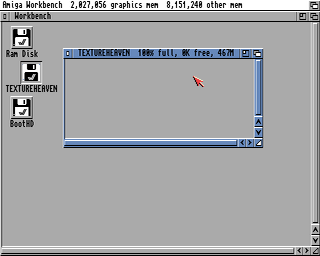 Amiga Workbench  2,027,056 graphics mem  8,151,240 other mem
Workbench
Ram Disk
TEXTUREHEAVEN  100% full, 0K free, 467M
TEXTUREHEAVEN
BootHD